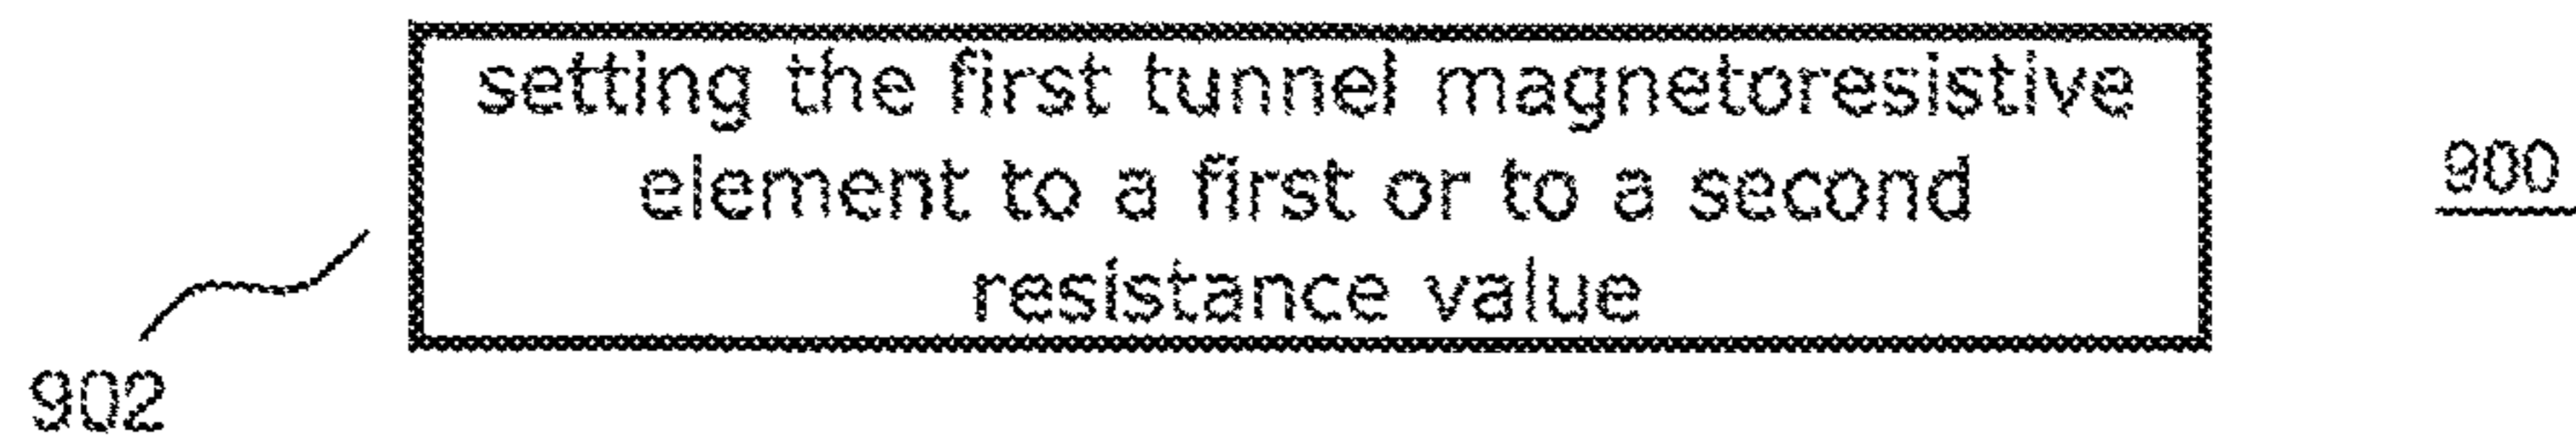 setting the first tunnel magnetoresistive
element to a first or to a second
resistance value
900
902